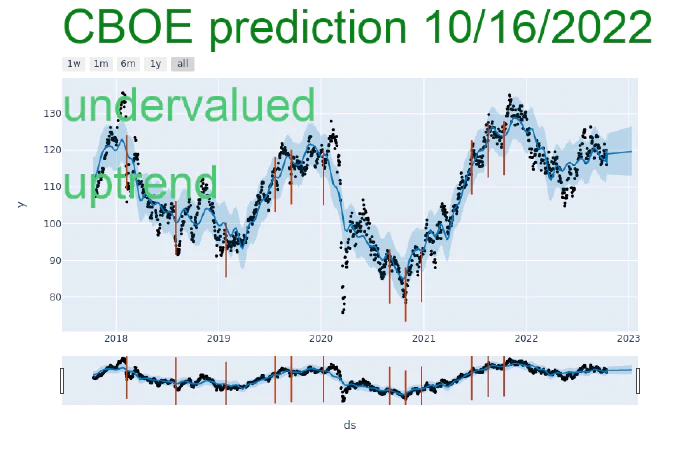 CBOE prediction 10/16/2022
1w 1m 6m 1y all
undervalued
uptrend
130
120
110
100
90
80
y
2018 2019 2020 2021 2022 2023
ds